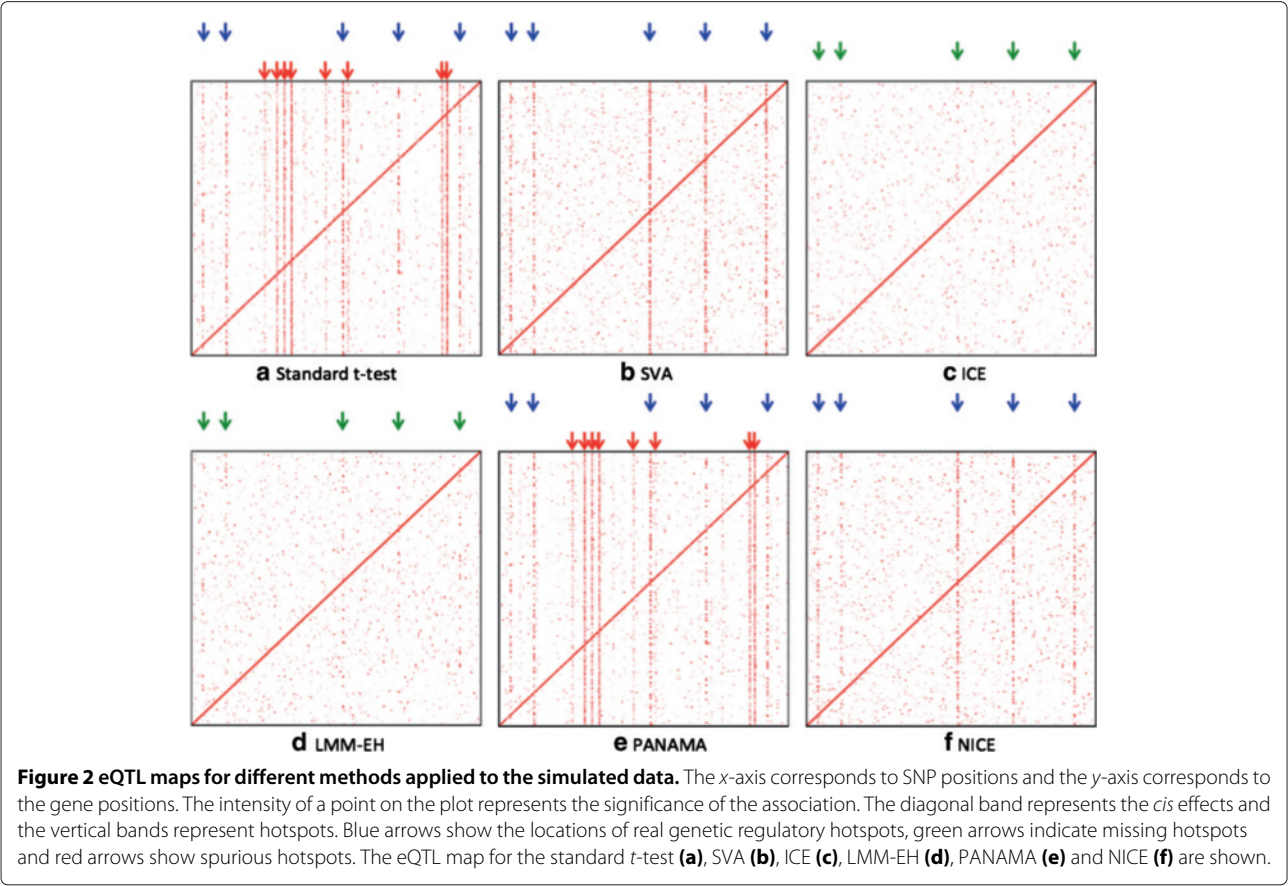 a Standard t-test
b SVA
c ICE
d LMM-EH
e PANAMA
f NICE
Figure 2 eQTL maps for different methods applied to the simulated data. The x-axis corresponds to SNP positions and the y-axis corresponds to
the gene positions. The intensity of a point on the plot represents the significance of the association. The diagonal band represents the cis effects and
the vertical bands represent hotspots. Blue arrows show the locations of real genetic regulatory hotspots, green arrows indicate missing hotspots
and red arrows show spurious hotspots. The eQTL map for the standard t-test (a), SVA (b), ICE (c), LMM-EH (d), PANAMA (e) and NICE (f) are shown.